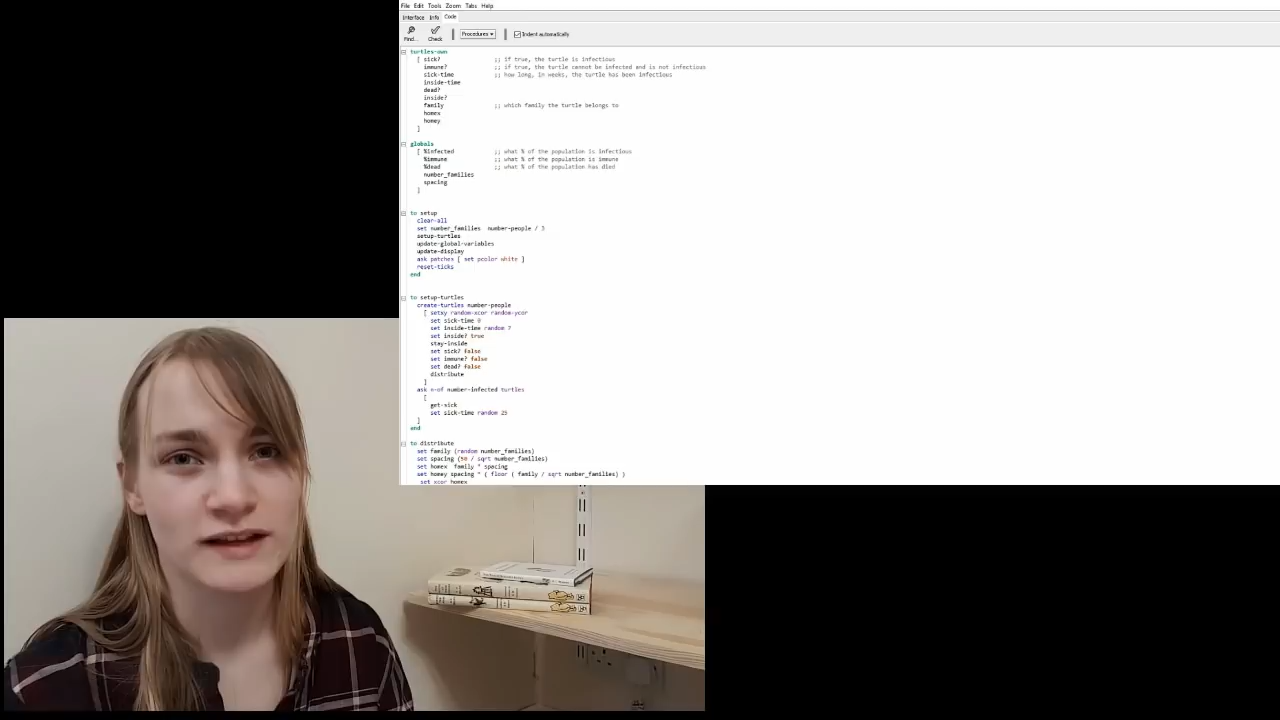 File Edit Tools Zoom Tabs Help
Interface Info Code
Find... Check Procedures Indent automatically
turtles-own
[ sick? ;; if true, the turtle is infectious
immune? ;; if true, the turtle cannot be infected and is not infectious
sick-time ;; how long, in weeks, the turtle has been infectious
inside-time
dead?
inside?
family ;; which family the turtle belongs to
homex
homey
]
globals
[ %infected ;; what % of the population is infectious
%immune ;; what % of the population is immune
%dead ;; what % of the population has died
number_families
spacing
]
to setup
clear-all
set number_families number-people / 3
setup-turtles
update-global-variables
update-display
ask patches [ set pcolor white ]
reset-ticks
end
to setup-turtles
create-turtles number-people
[ setxy random-xcor random-ycor
set sick-time 0
set inside-time random 7
set inside? true
stay-inside
set sick? false
set immune? false
set dead? false
distribute
]
ask n-of number-infected turtles
[
get-sick
set sick-time random 25
]
end
to distribute
set family (random number_families)
set spacing (50 / sqrt number_families)
set homex family * spacing
set homey spacing * ( floor ( family / sqrt number_families) )
set xcor homex